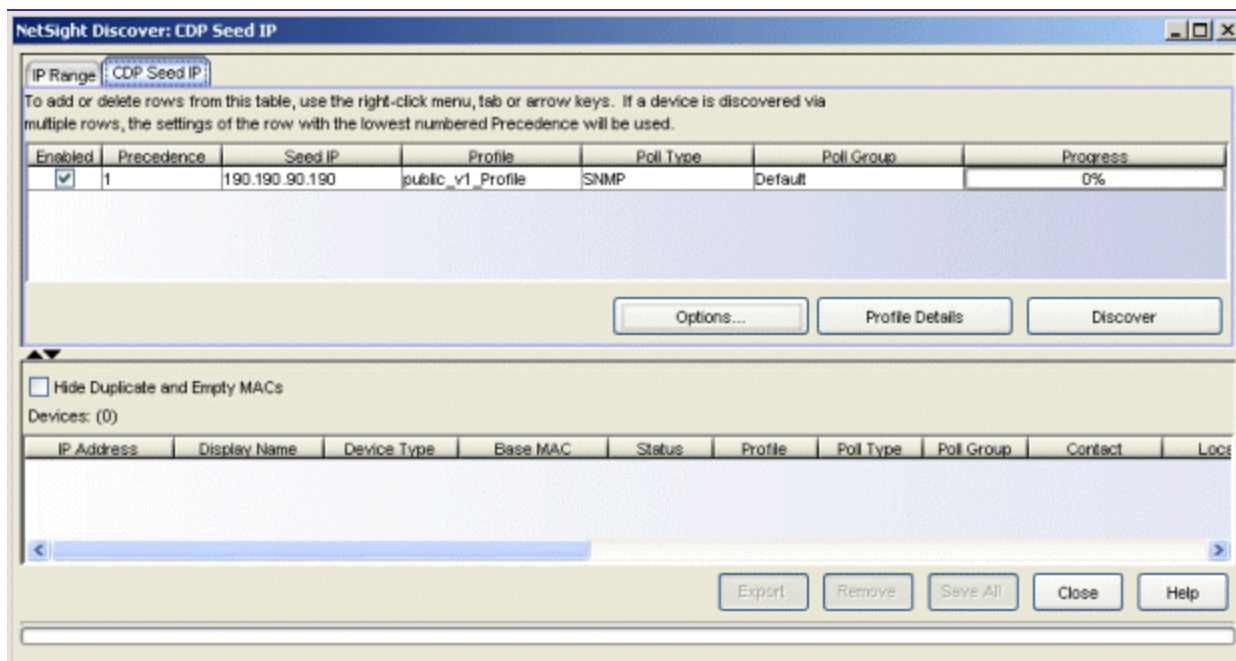 NetSight Discover: CDP Seed IP
IP Range CDP Seed IP
To add or delete rows from this table, use the right-click menu, tab or arrow keys. If a device is discovered via
multiple rows, the settings of the row with the lowest numbered Precedence will be used.
Enabled Precedence Seed IP Profile Poll Type Poll Group Progress
1 190.190.90.190 public_v1_Profile SNMP Default 0%
Options... Profile Details Discover
Hide Duplicate and Empty MACs
Devices: (0)
IP Address Display Name Device Type Base MAC Status Profile Poll Type Poll Group Contact Loca
Export Remove Save All Close Help